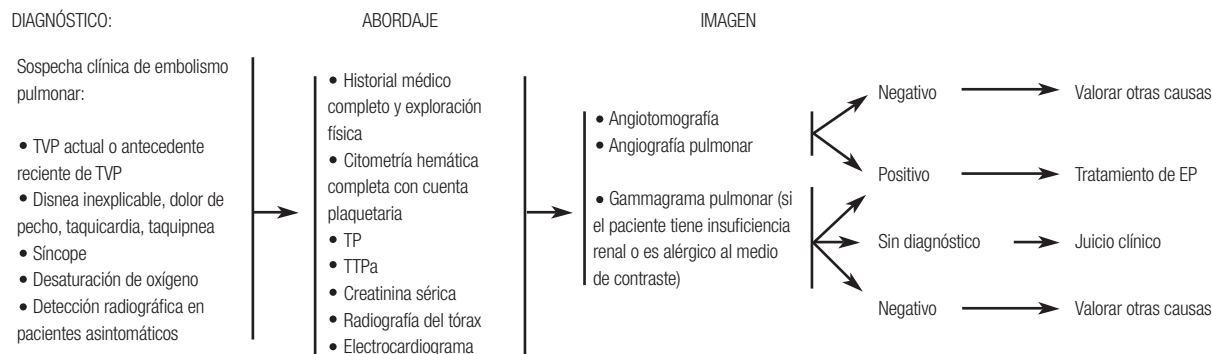 DIAGNÓSTICO:
ABORDAJE
IMAGEN
Sospecha clínica de embolismo
pulmonar:
• TVP actual o antecedente
reciente de TVP
• Disnea inexplicable, dolor de
pecho, taquicardia, taquipnea
• Síncope
• Desaturación de oxígeno
• Detección radiográfica en
pacientes asintomáticos
• Historial médico
completo y exploración
física
• Citometría hemática
completa con cuenta
plaquetaria
• TP
• TTPa
• Creatinina sérica
• Radiografía del tórax
• Electrocardiograma
• Angiotomografía
• Angiografía pulmonar
• Gammagrama pulmonar (si
el paciente tiene insuficiencia
renal o es alérgico al medio
de contraste)
Negativo
Valorar otras causas
Positivo
Tratamiento de EP
Sin diagnóstico
Juicio clínico
Negativo
Valorar otras causas